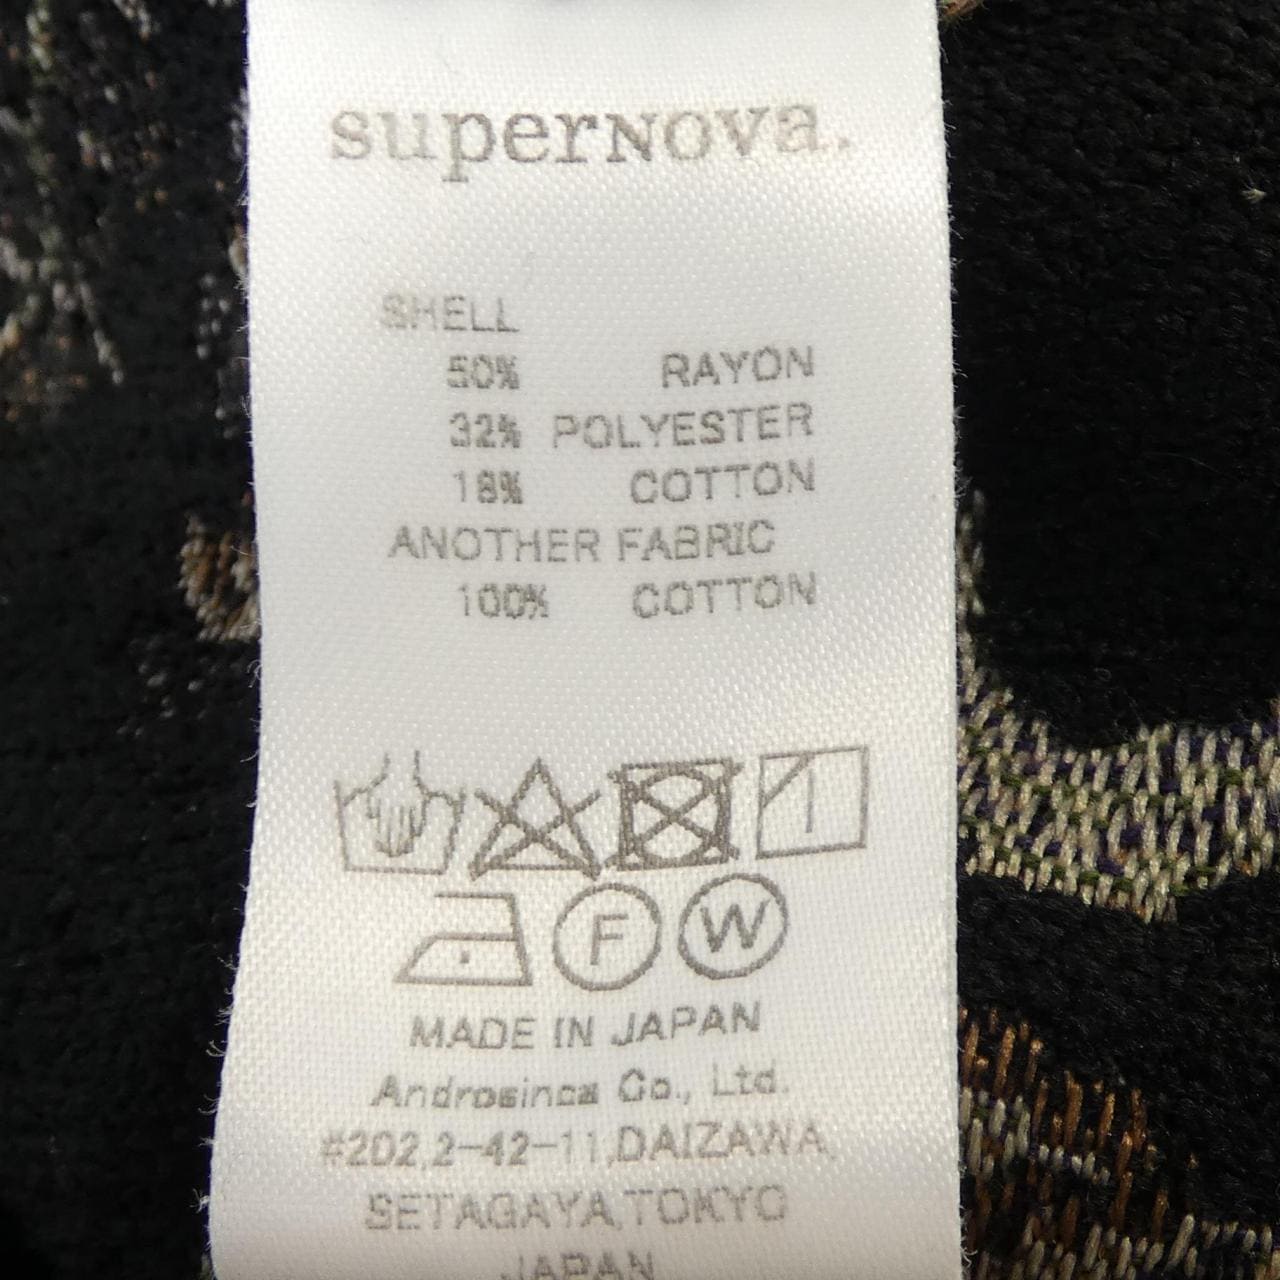 supernova.
SHELL
50% RAYON
32% POLYESTER
18% COTTON
ANOTHER FABRIC
100% COTTON
F W
MADE IN JAPAN
Androsinca Co., Ltd.
#202,2-42-11,DAIZAWA,
SETAGAYA,TOKYO
JAPAN